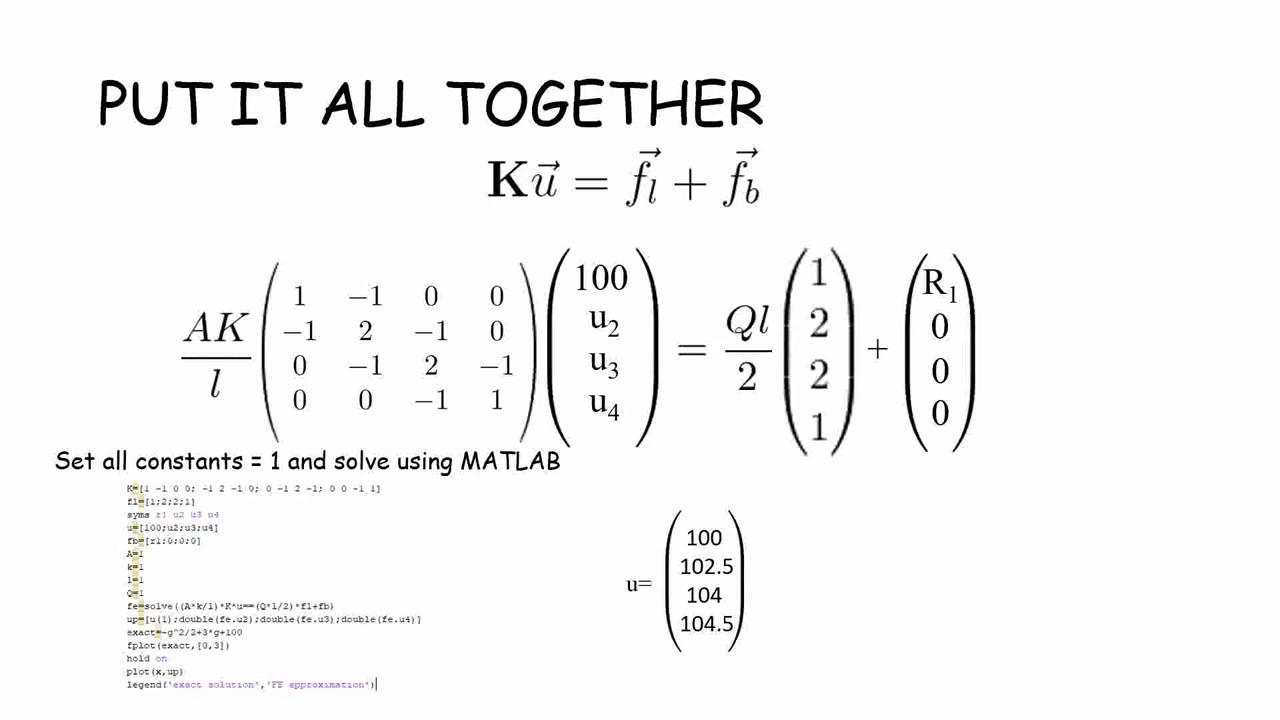 PUT IT ALL TOGETHER
K\vec{u} = \vec{f}_l + \vec{f}_b
AK/l ( 1 −1 0 0 ; −1 2 −1 0 ; 0 −1 2 −1 ; 0 0 −1 1 ) ( 100 ; u2 ; u3 ; u4 ) = Ql/2 ( 1 ; 2 ; 2 ; 1 ) + ( R1 ; 0 ; 0 ; 0 )
Set all constants = 1 and solve using MATLAB
K=[1 -1 0 0; -1 2 -1 0; 0 -1 2 -1; 0 0 -1 1]
fl=[1;2;2;1]
syms r1 u2 u3 u4
u=[100;u2;u3;u4]
fb=[r1;0;0;0]
A=1
k=1
l=1
Q=1
fe=solve((A*k/l)*K*u==(Q*l/2)*fl+fb)
up=[u(1);double(fe.u2);double(fe.u3);double(fe.u4)]
exact=-g^2/2+3*g+100
fplot(exact,[0,3])
hold on
plot(x,up)
legend('exact solution','FE approximation')
u= ( 100 ; 102.5 ; 104 ; 104.5 )